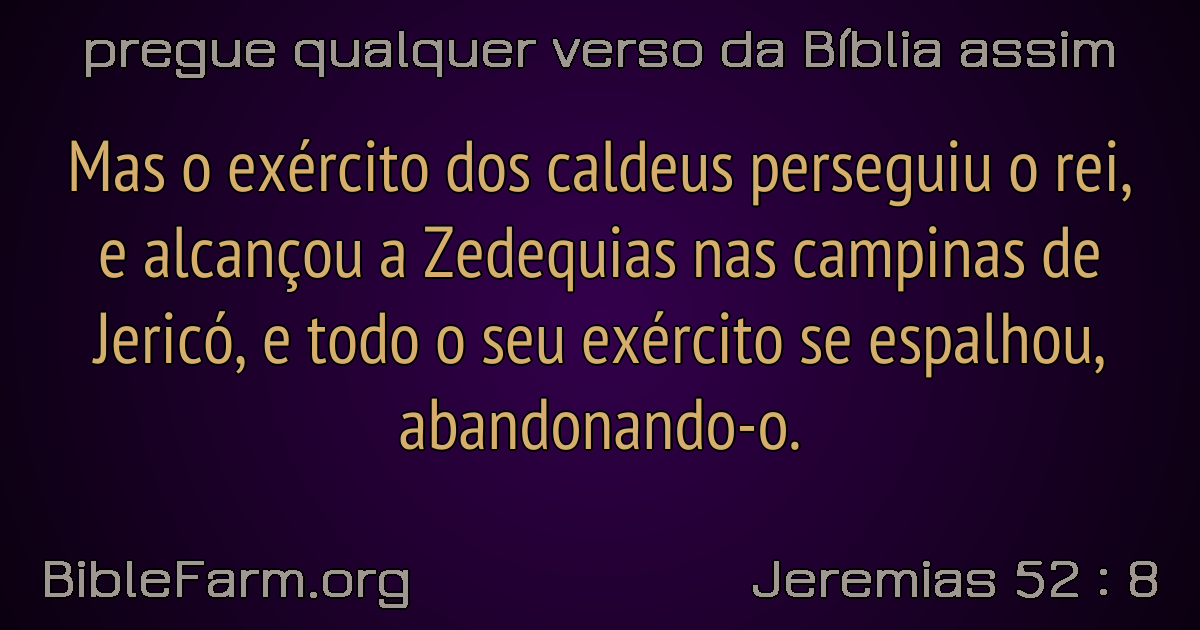 pregue qualquer verso da Bíblia assim
Mas o exército dos caldeus perseguiu o rei,
e alcançou a Zedequias nas campinas de
Jericó, e todo o seu exército se espalhou,
abandonando-o.
BibleFarm.org
Jeremias 52 : 8